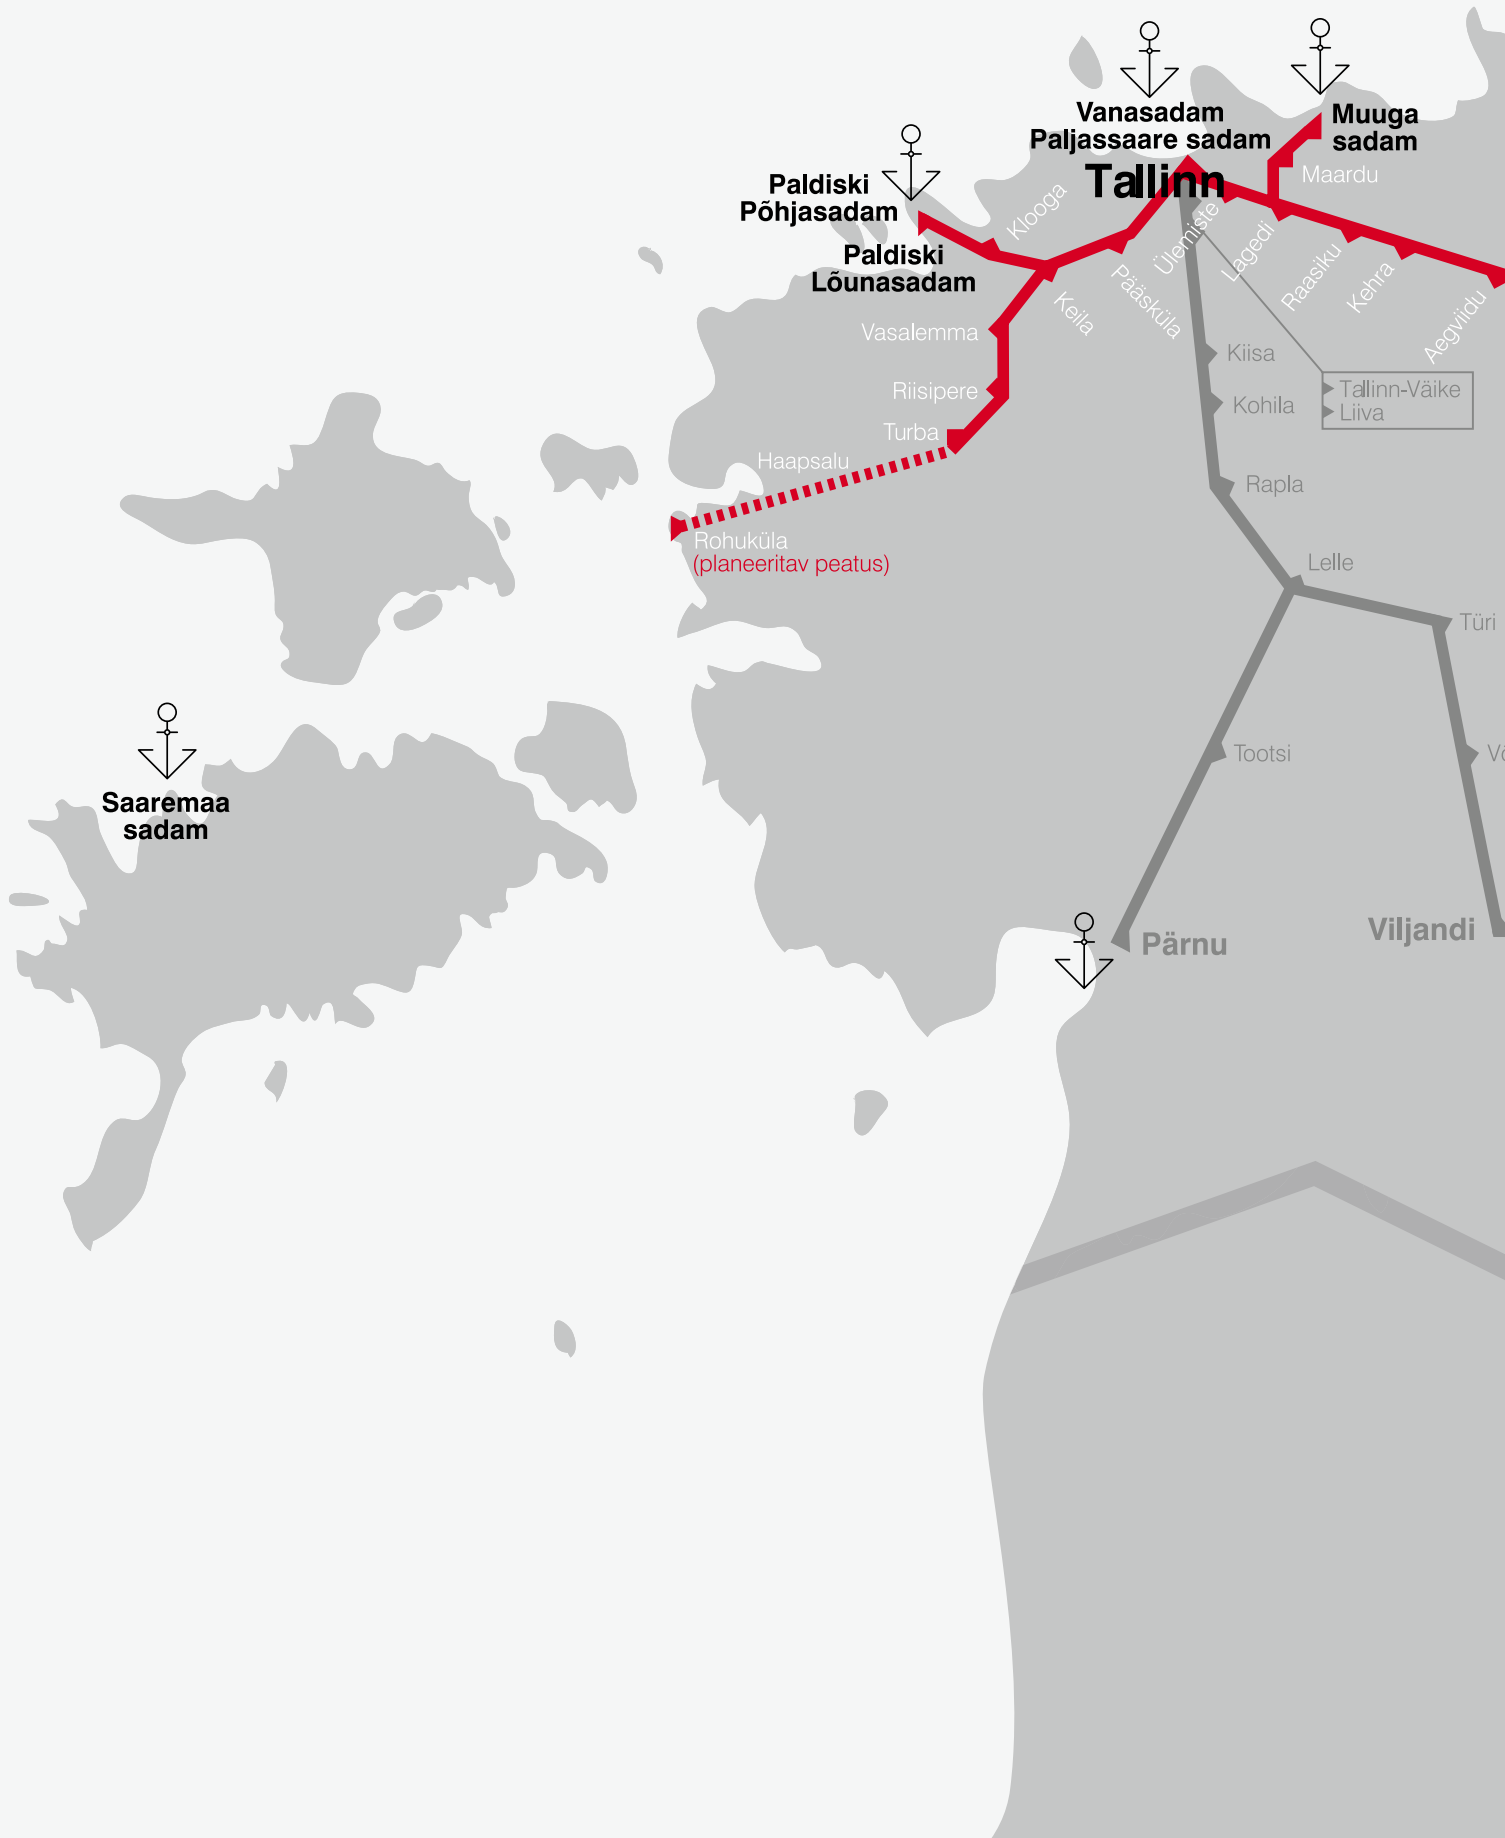 Vanasadam
Paljassaare sadam
Tallinn
Muuga
sadam
Maardu
Paldiski
Põhjasadam
Paldiski
Lõunasadam
Klooga
Keila
Pääsküla
Ülemiste
Lagedi
Raasiku
Kehra
Aegviidu
Vasalemma
Riisipere
Turba
Haapsalu
Rohuküla
(planeeritav peatus)
Kiisa
Tallinn-Väike
Liiva
Kohila
Rapla
Lelle
Türi
Tootsi
Saaremaa
sadam
Pärnu
Viljandi